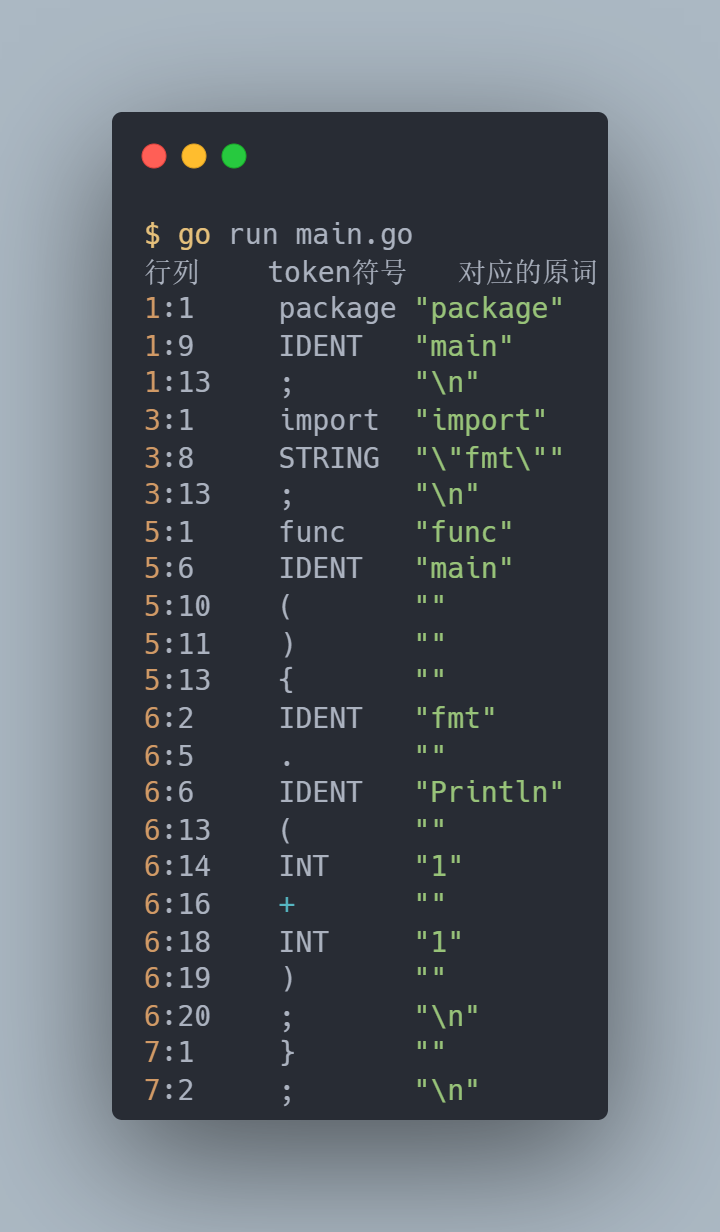 $ go run main.go
行列    token符号   对应的原词
1:1     package "package"
1:9     IDENT   "main"
1:13    ;       "\n"
3:1     import  "import"
3:8     STRING  "\"fmt\""
3:13    ;       "\n"
5:1     func    "func"
5:6     IDENT   "main"
5:10    (       ""
5:11    )       ""
5:13    {       ""
6:2     IDENT   "fmt"
6:5     .       ""
6:6     IDENT   "Println"
6:13    (       ""
6:14    INT     "1"
6:16    +       ""
6:18    INT     "1"
6:19    )       ""
6:20    ;       "\n"
7:1     }       ""
7:2     ;       "\n"